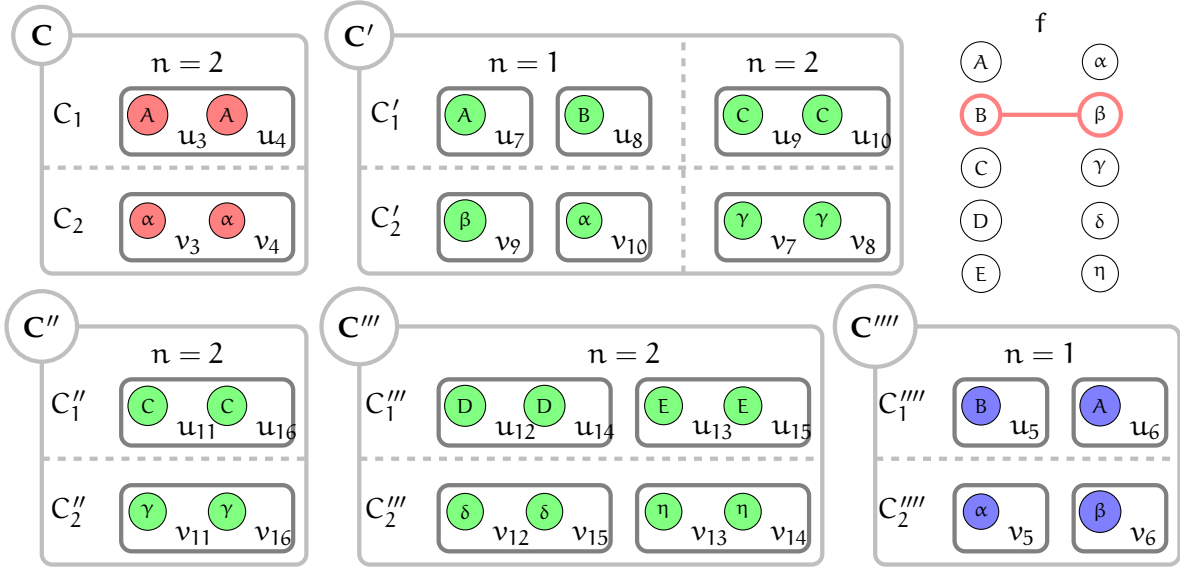 C
n = 2
C₁ A u₃ A u₄
C₂ α v₃ α v₄
C′
n = 1 n = 2
C′₁ A u₇ B u₈ C u₉ C u₁₀
C′₂ β v₉ α v₁₀ γ v₇ γ v₈
f
A α
B β
C γ
D δ
E η
C′′
n = 2
C′′₁ C u₁₁ C u₁₆
C′′₂ γ v₁₁ γ v₁₆
C′′′
n = 2
C′′′₁ D u₁₂ D u₁₄ E u₁₃ E u₁₅
C′′′₂ δ v₁₂ δ v₁₅ η v₁₃ η v₁₄
C′′′′
n = 1
C′′′′₁ B u₅ A u₆
C′′′′₂ α v₅ β v₆